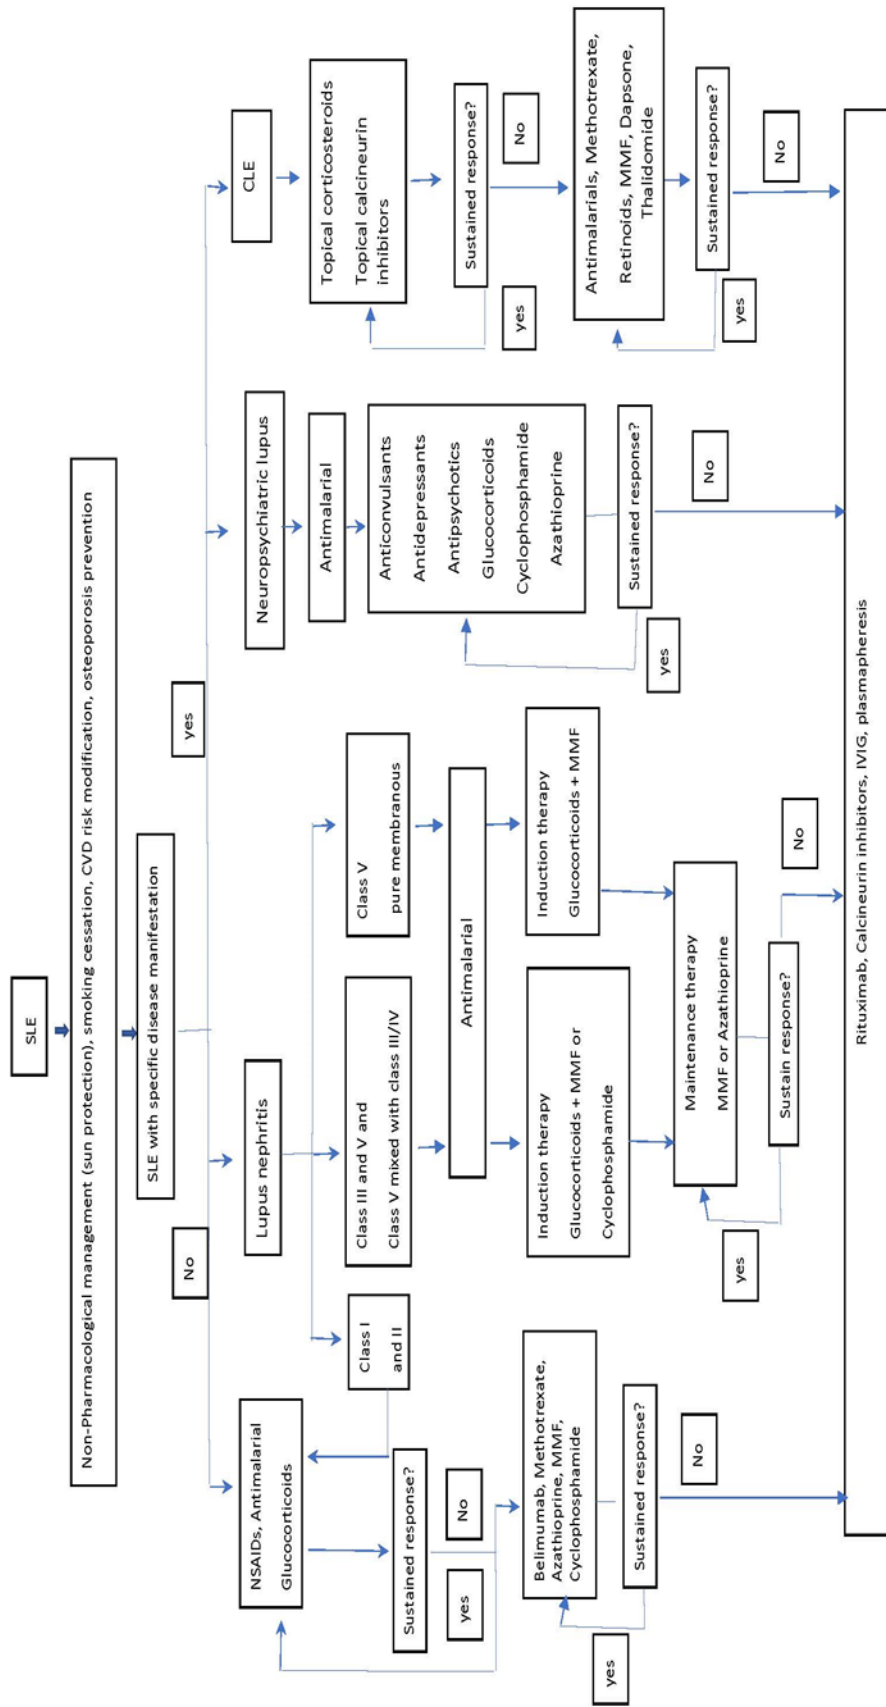 SLE
Non-Pharmacological management (sun protection), smoking cessation, CVD risk modification, osteoporosis prevention
SLE with specific disease manifestation
No
yes
NSAIDs, Antimalarial
Glucocorticoids
Sustained response?
yes
No
Belimumab, Methotrexate,
Azathioprine, MMF,
Cyclophosphamide
yes
Sustained response?
No
Lupus nephritis
Class I
and II
Class III and V and
Class V mixed with class III/IV
Class V
pure membranous
Antimalarial
Induction therapy
Glucocorticoids + MMF or
Cyclophosphamide
Induction therapy
Glucocorticoids + MMF
Maintenance therapy
MMF or Azathioprine
yes
Sustain response?
No
Neuropsychiatric lupus
Antimalarial
Anticonvulsants
Antidepressants
Antipsychotics
Glucocorticoids
Cyclophosphamide
Azathioprine
yes
Sustained response?
No
CLE
Topical corticosteroids
Topical calcineurin
inhibitors
Sustained response?
yes
No
Antimalarials, Methotrexate,
Retinoids, MMF, Dapsone,
Thalidomide
Sustained response?
yes
No
Rituximab, Calcineurin inhibitors, IVIG, plasmapheresis